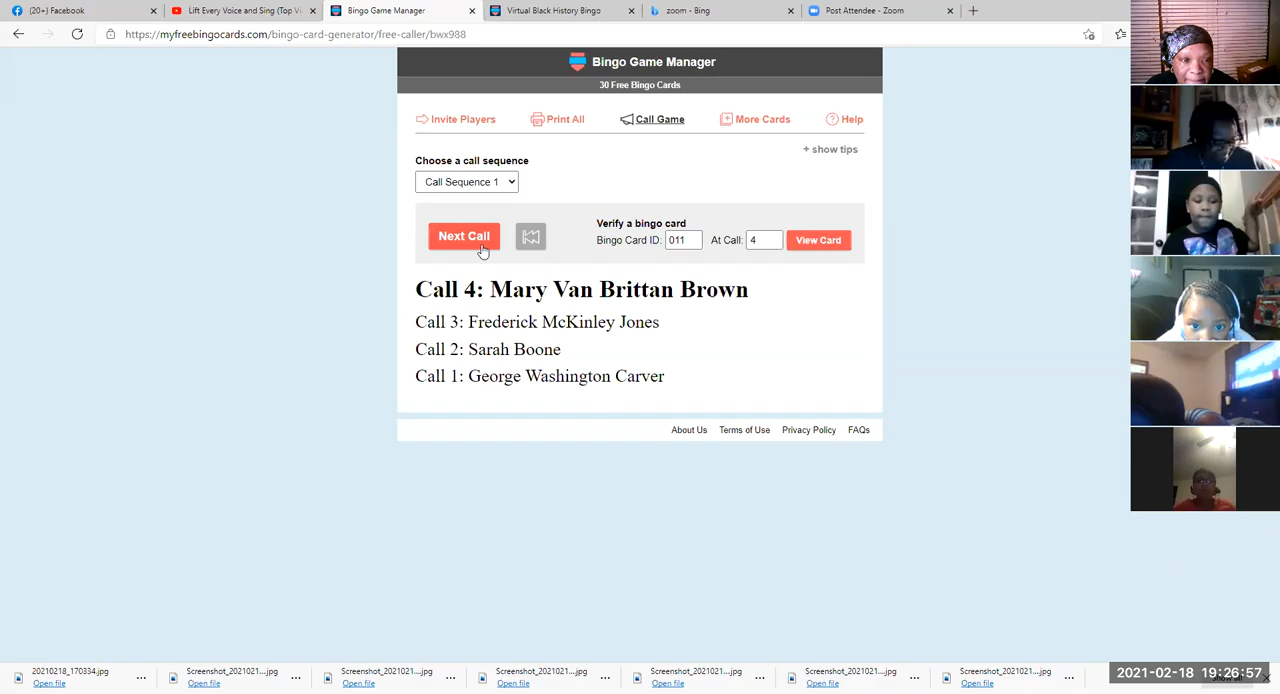 (20+) Facebook
Lift Every Voice and Sing (Top Vi
Bingo Game Manager
Virtual Black History Bingo
zoom - Bing
Post Attendee - Zoom
https://myfreebingocards.com/bingo-card-generator/free-caller/bwx988
Bingo Game Manager
30 Free Bingo Cards
Invite Players
Print All
Call Game
More Cards
Help
+ show tips
Choose a call sequence
Call Sequence 1
Next Call
Verify a bingo card
Bingo Card ID: 011 At Call: 4 View Card
Call 4: Mary Van Brittan Brown
Call 3: Frederick McKinley Jones
Call 2: Sarah Boone
Call 1: George Washington Carver
About Us Terms of Use Privacy Policy FAQs
20210218_170334.jpg
Open file
Screenshot_2021021....jpg
Open file
Screenshot_2021021....jpg
Open file
Screenshot_2021021....jpg
Open file
Screenshot_2021021....jpg
Open file
Screenshot_2021021....jpg
Open file
Screenshot_2021021....jpg
Open file
2021-02-18 19:26:57